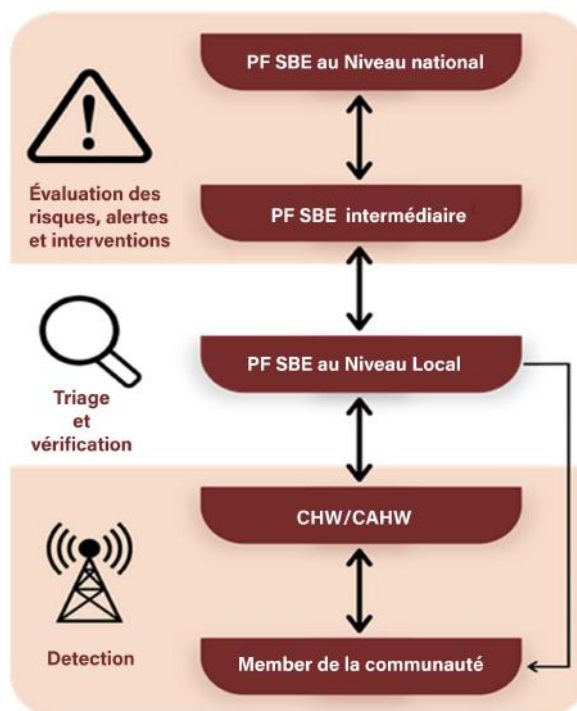 PF SBE au Niveau national
Évaluation des
risques, alertes
et interventions
PF SBE intermédiaire
PF SBE au Niveau Local
Triage
et
vérification
CHW/CAHW
Detection
Member de la communauté